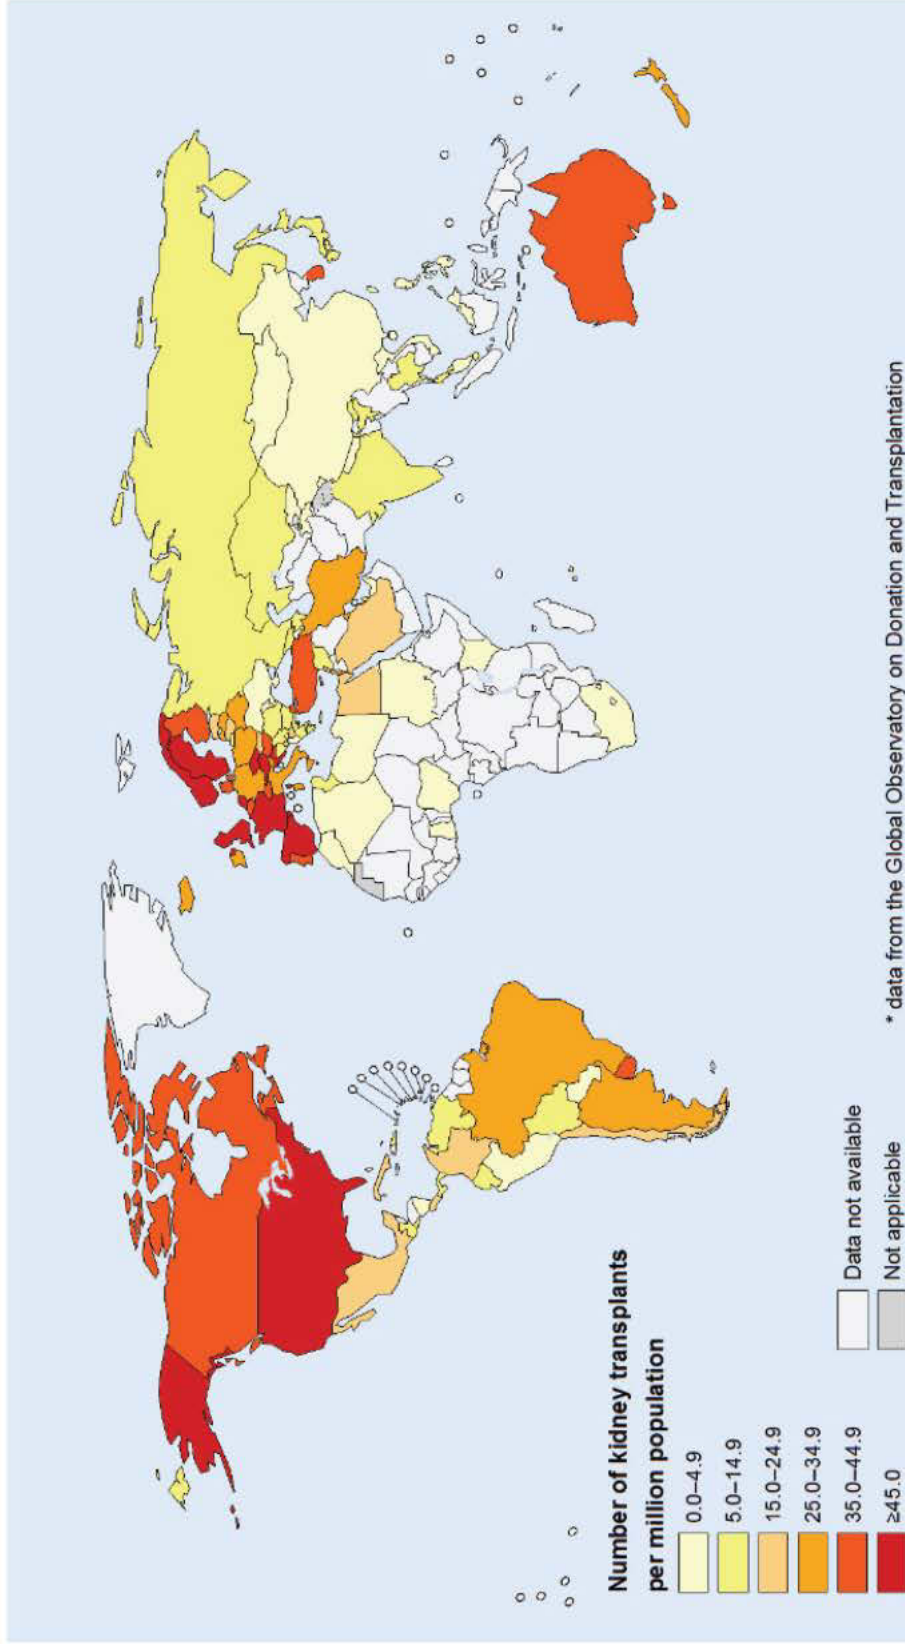 Number of kidney transplants
per million population
0.0–4.9
5.0–14.9
15.0–24.9
25.0–34.9
35.0–44.9
≥45.0
Data not available
Not applicable
* data from the Global Observatory on Donation and Transplantation